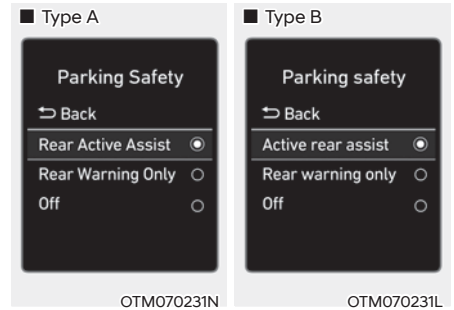 ■ Type A
Parking Safety
Back
Rear Active Assist
Rear Warning Only
Off
OTM070231N
■ Type B
Parking safety
Back
Active rear assist
Rear warning only
Off
OTM070231L